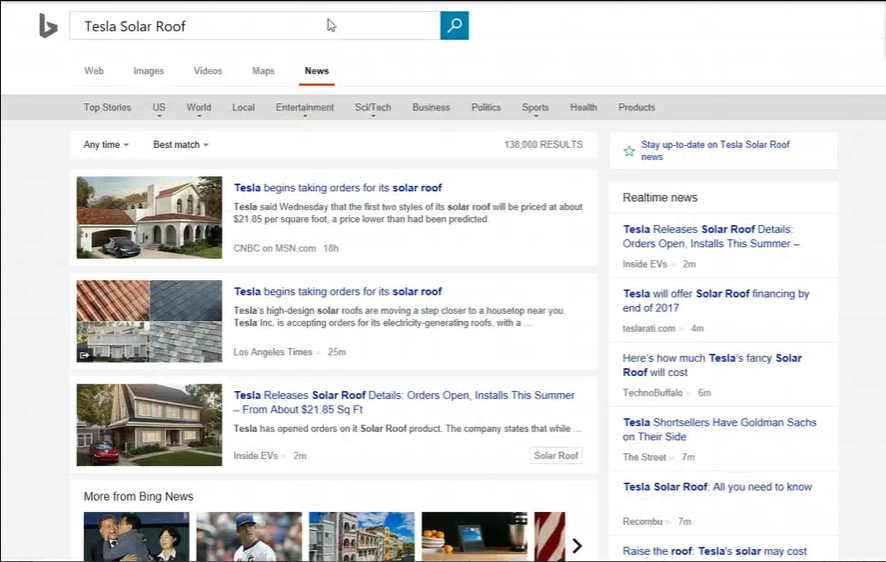 Tesla Solar Roof
Web Images Videos Maps News
Top Stories US World Local Entertainment Sci/Tech Business Politics Sports Health Products
Any time Best match 138,000 RESULTS
Tesla begins taking orders for its solar roof
Tesla said Wednesday that the first two styles of its solar roof will be priced at about
$21.85 per square foot, a price lower than had been predicted.
CNBC on MSN.com 18h
Tesla begins taking orders for its solar roof
Tesla's high-design solar roofs are moving a step closer to a housetop near you.
Tesla Inc. is accepting orders for its electricity-generating roofs, with a ...
Los Angeles Times 25m
Tesla Releases Solar Roof Details: Orders Open, Installs This Summer
– From About $21.85 Sq Ft
Tesla has opened orders on it Solar Roof product. The company states that while ...
Inside EVs 2m Solar Roof
More from Bing News
Stay up-to-date on Tesla Solar Roof
news
Realtime news
Tesla Releases Solar Roof Details:
Orders Open, Installs This Summer –
Inside EVs 2m
Tesla will offer Solar Roof financing by
end of 2017
teslarati.com 4m
Here's how much Tesla's fancy Solar
Roof will cost
TechnoBuffalo 6m
Tesla Shortsellers Have Goldman Sachs
on Their Side
The Street 7m
Tesla Solar Roof: All you need to know
Recombu 7m
Raise the roof: Tesla's solar may cost